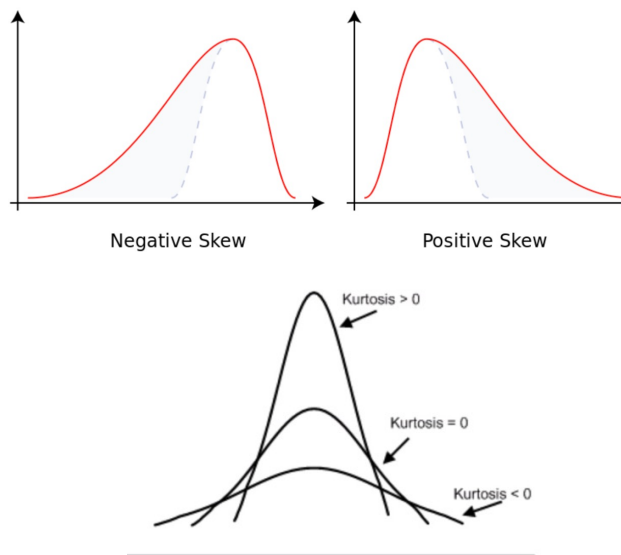 Negative Skew
Positive Skew
Kurtosis > 0
Kurtosis = 0
Kurtosis < 0